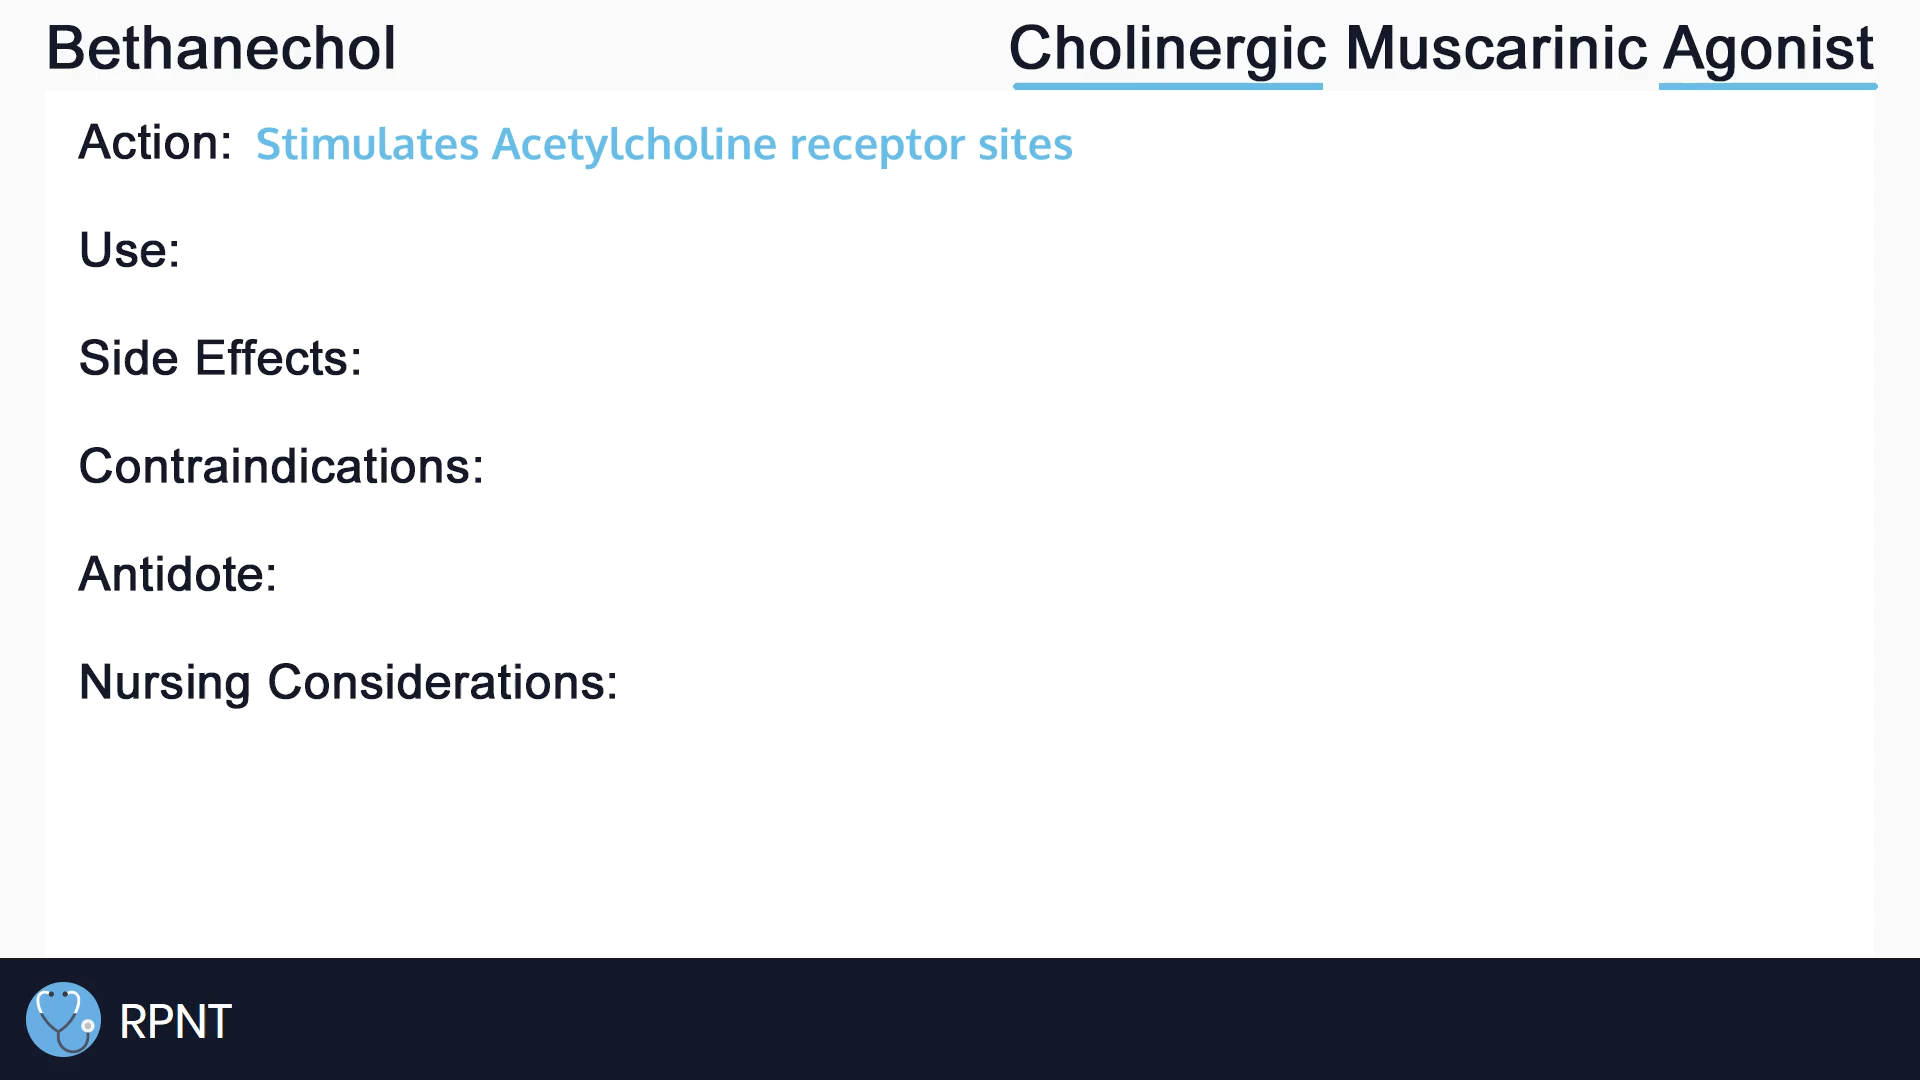 Bethanechol
Cholinergic Muscarinic Agonist
Action: Stimulates Acetylcholine receptor sites
Use:
Side Effects:
Contraindications:
Antidote:
Nursing Considerations:
RPNT